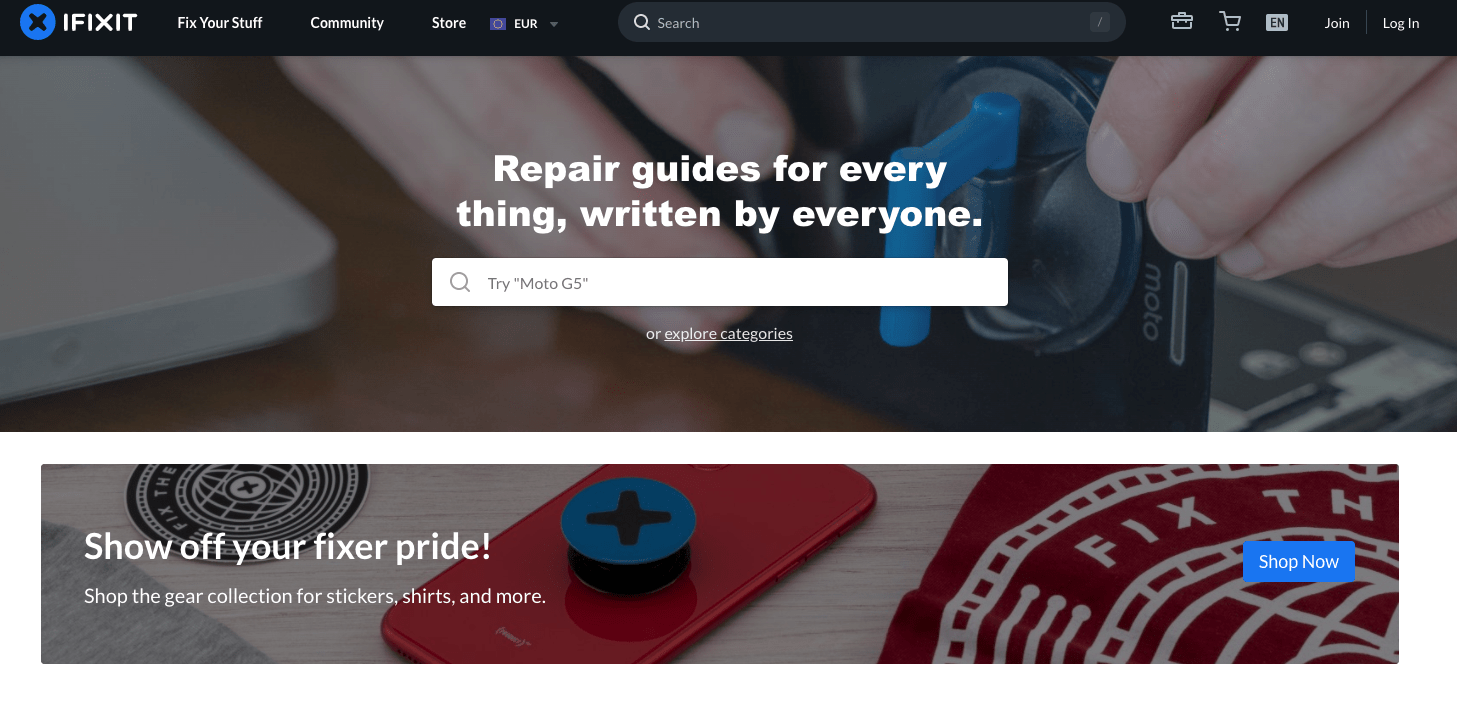 IFIXIT
Fix Your Stuff
Community
Store
EUR
Search
/
EN
Join
Log In
Repair guides for every
thing, written by everyone.
Try "Moto G5"
or explore categories
moto
THE
FIX
FIX TH
Show off your fixer pride!
Shop the gear collection for stickers, shirts, and more.
(PRODUCT)™
Shop Now